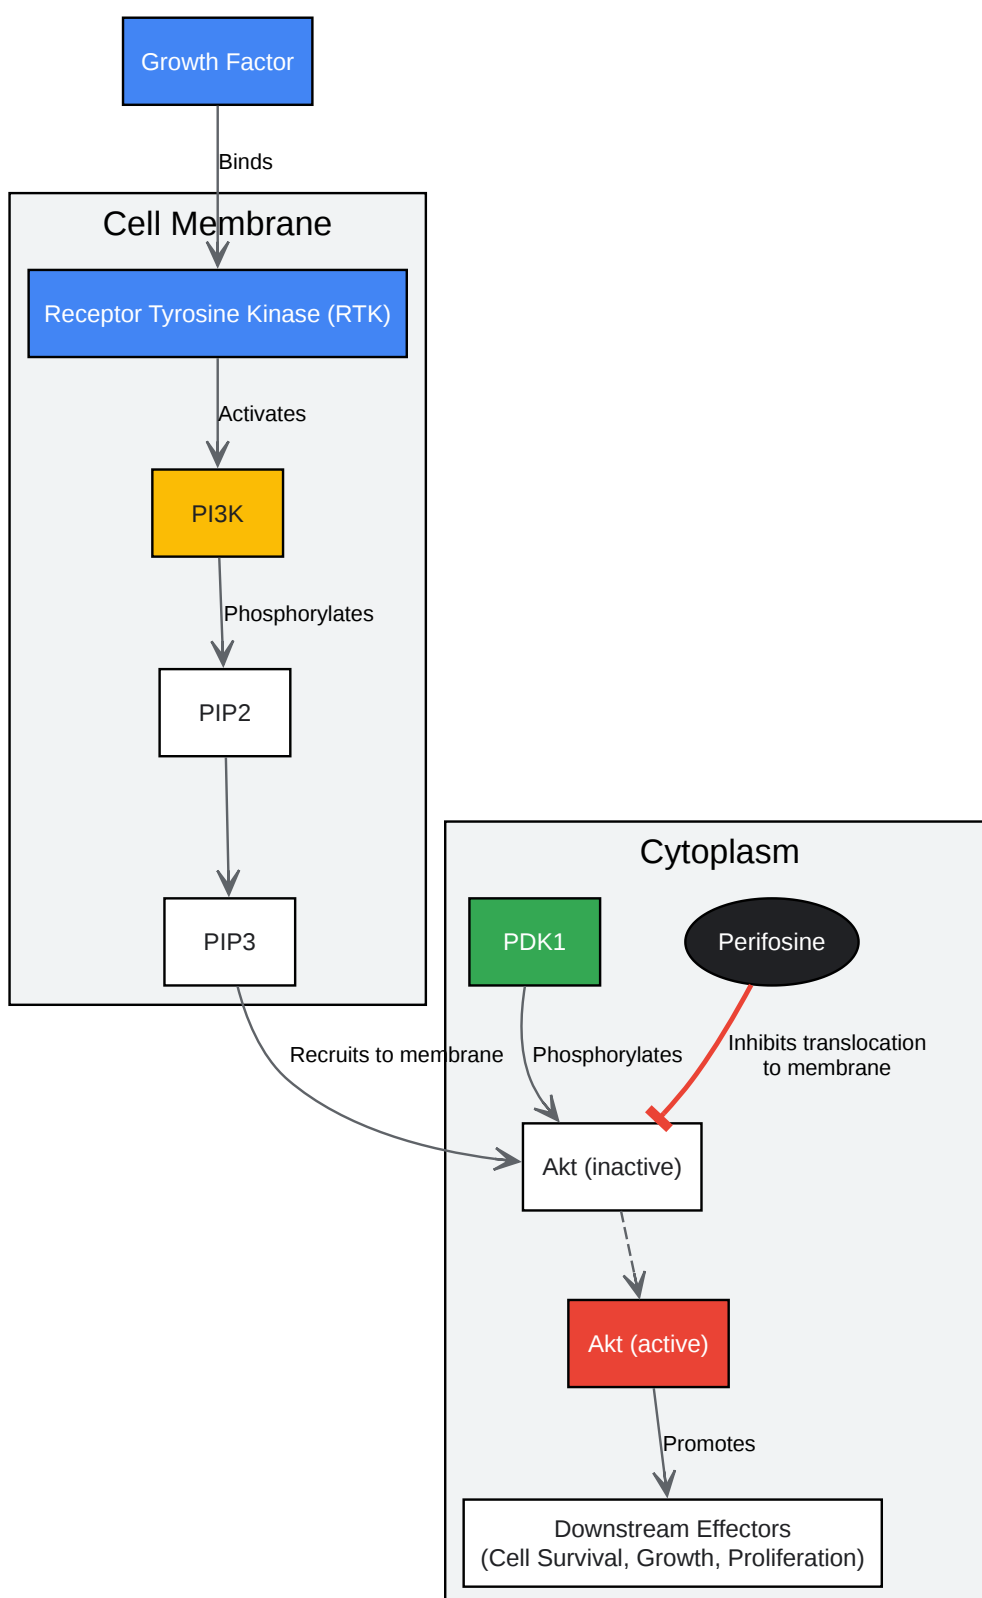 Growth Factor
Binds
Cell Membrane
Receptor Tyrosine Kinase (RTK)
Activates
PI3K
Phosphorylates
PIP2
Cytoplasm
PIP3
PDK1
Perifosine
Recruits to membrane
Phosphorylates
Inhibits translocation
to membrane
Akt (inactive)
Akt (active)
Promotes
Downstream Effectors
(Cell Survival, Growth, Proliferation)